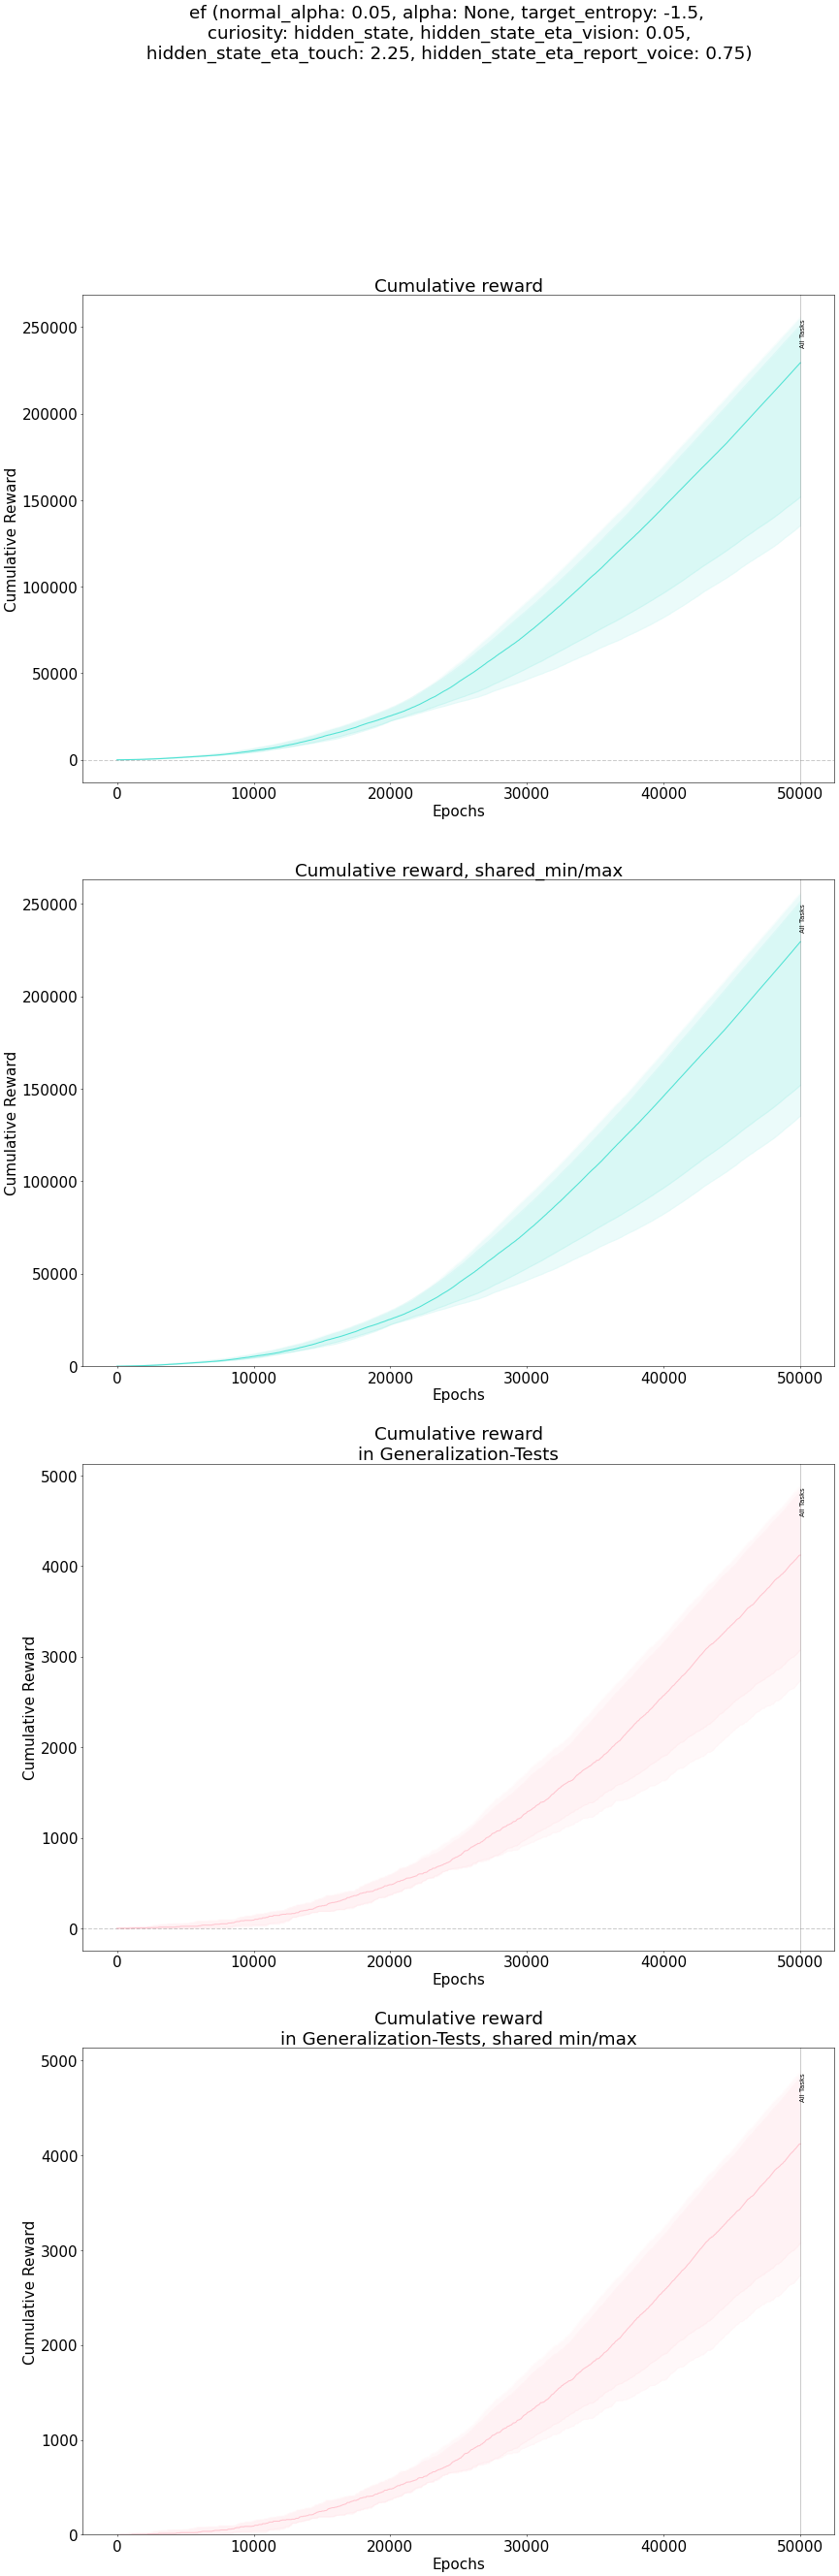 ef (normal_alpha: 0.05, alpha: None, target_entropy: -1.5,
curiosity: hidden_state, hidden_state_eta_vision: 0.05,
hidden_state_eta_touch: 2.25, hidden_state_eta_report_voice: 0.75)
Cumulative reward
250000
200000
150000
100000
50000
0
Cumulative Reward
All Tasks
0 10000 20000 30000 40000 50000
Epochs
Cumulative reward, shared_min/max
250000
200000
150000
100000
50000
0
Cumulative Reward
All Tasks
0 10000 20000 30000 40000 50000
Epochs
Cumulative reward
in Generalization-Tests
5000
4000
3000
2000
1000
0
Cumulative Reward
All Tasks
0 10000 20000 30000 40000 50000
Epochs
Cumulative reward
in Generalization-Tests, shared min/max
5000
4000
3000
2000
1000
0
Cumulative Reward
All Tasks
0 10000 20000 30000 40000 50000
Epochs